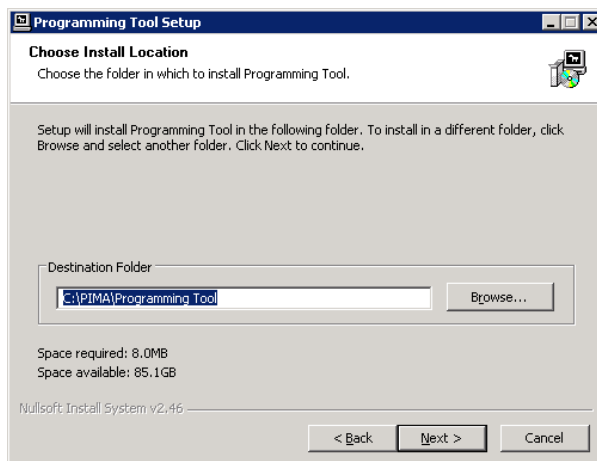 Programming Tool Setup
Choose Install Location
Choose the folder in which to install Programming Tool.
Setup will install Programming Tool in the following folder. To install in a different folder, click
Browse and select another folder. Click Next to continue.
Destination Folder
C:\PIMA\Programming Tool
Browse...
Space required: 8.0MB
Space available: 85.1GB
Nullsoft Install System v2.46
< Back
Next >
Cancel